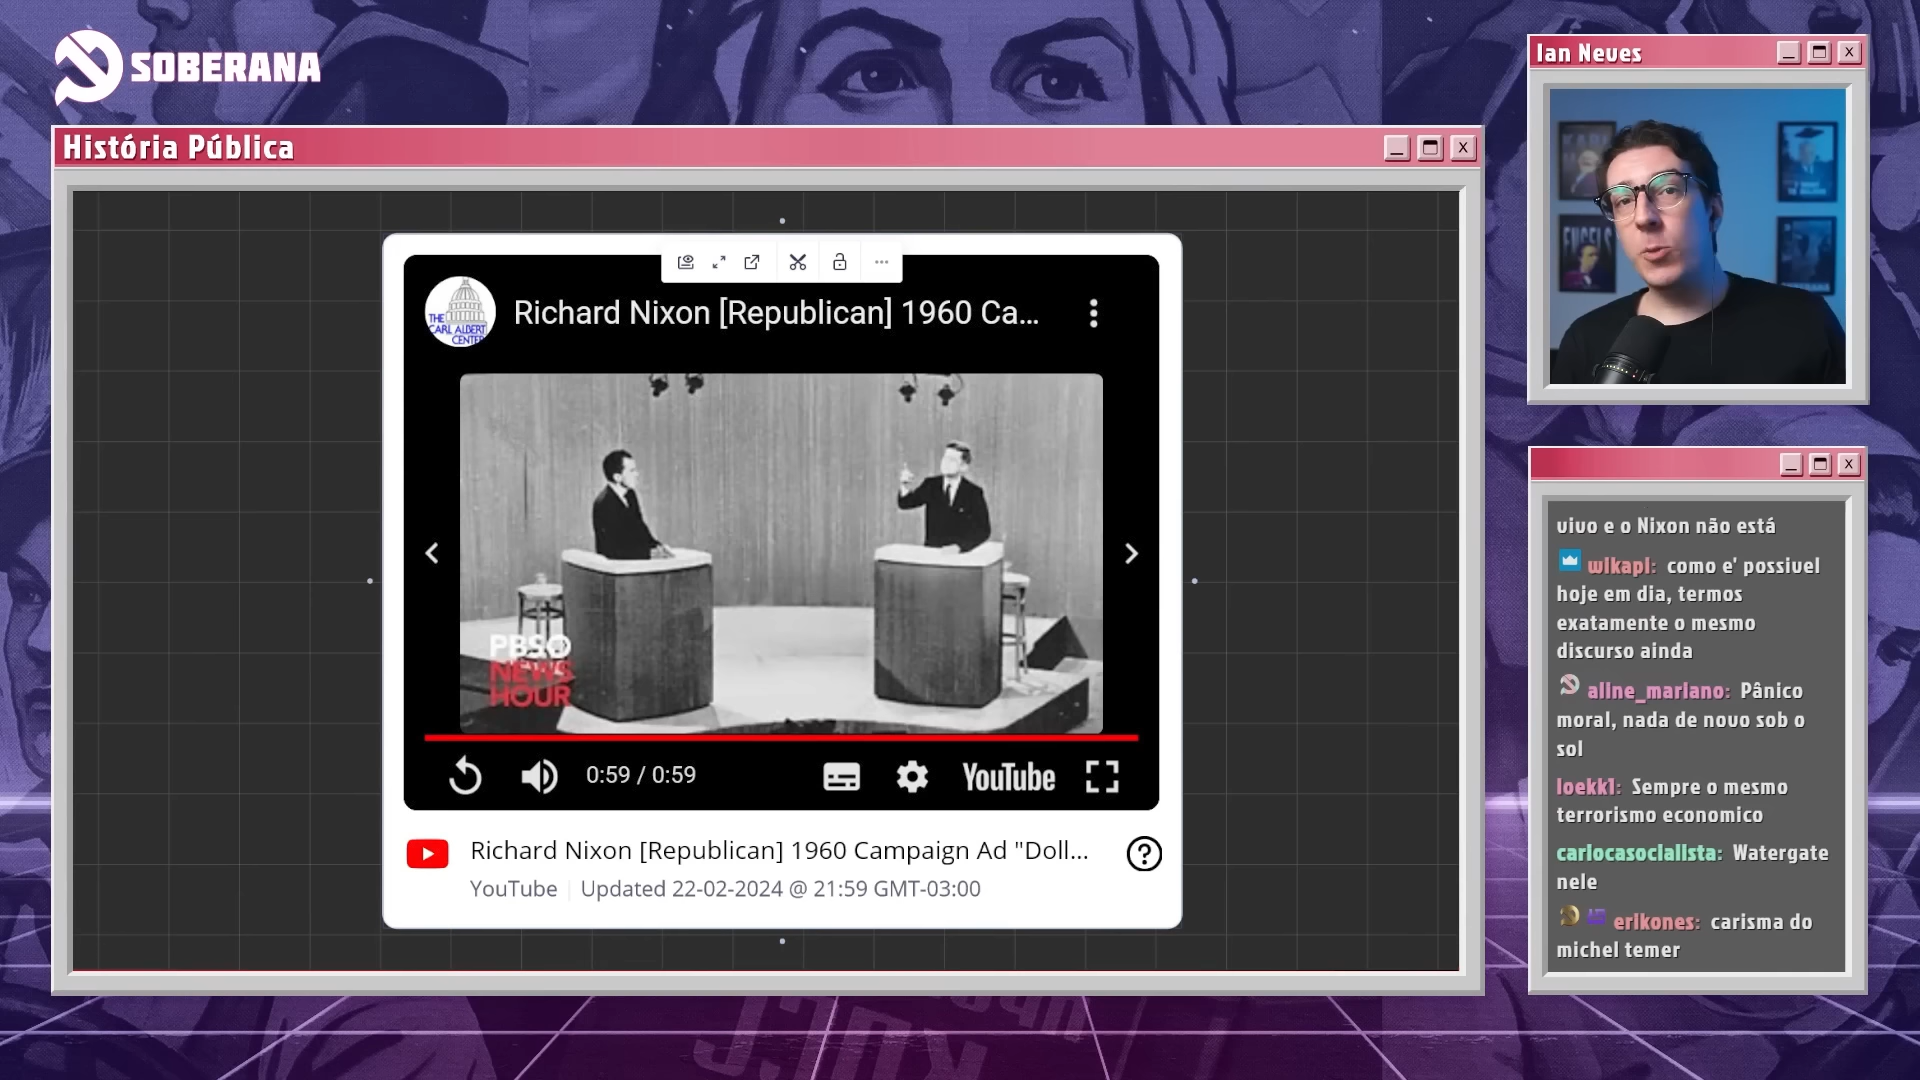 SOBERANA
História Pública
THE
CARL ALBERT
CENTER
Richard Nixon [Republican] 1960 Ca...
PBSO
NEWS
HOUR
0:59 / 0:59
YouTube
Richard Nixon [Republican] 1960 Campaign Ad "Doll...
YouTube | Updated 22-02-2024 @ 21:59 GMT-03:00
Ian Neves
ENGELS
vivo e o Nixon não está
wikapi: como e' possivel
hoje em dia, termos
exatamente o mesmo
discurso ainda
aline_mariano: Pânico
moral, nada de novo sob o
sol
loekk1: Sempre o mesmo
terrorismo economico
cariocasocialista: Watergate
nele
erikones: carisma do
michel temer